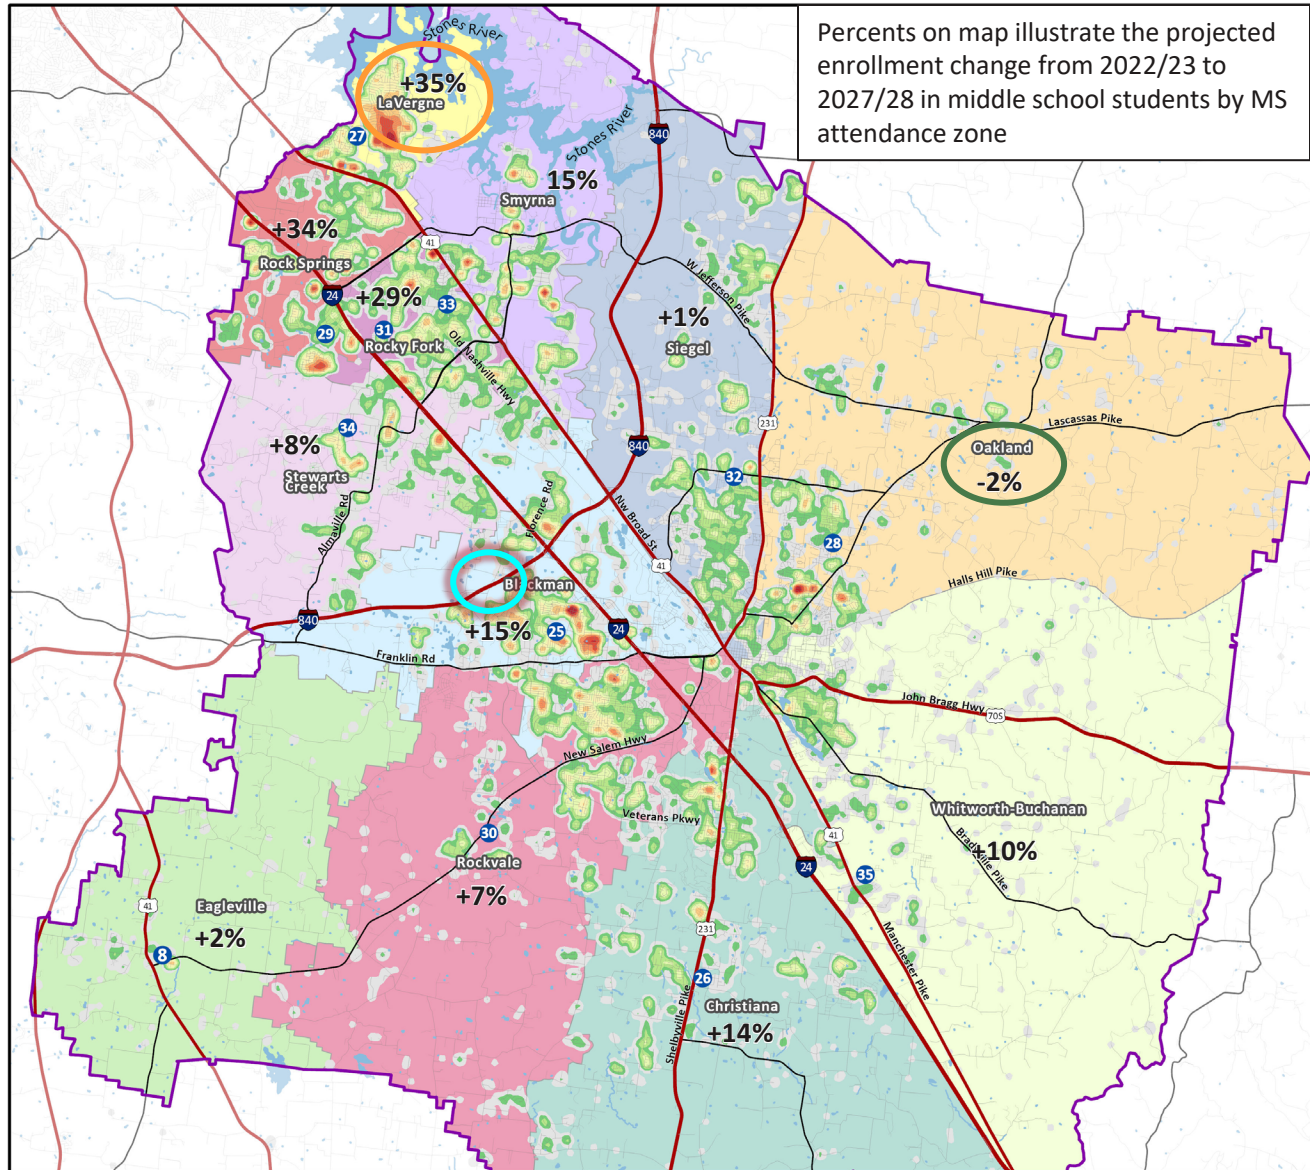 Percents on map illustrate the projected
enrollment change from 2022/23 to
2027/28 in middle school students by MS
attendance zone
Stones River
+35%
LaVergne
27
840
Stones River
15%
Smyrna
+34%
Rock Springs
41
24
+29%
33
29
31
Rocky Fork
Old Nashville Hwy
W Jefferson Pike
+1%
Siegel
231
Lascassas Pike
34
+8%
Stewarts
Creek
Almaville Rd
840
Oakland
-2%
32
Florence Rd
Nw Broad St
28
41
Halls Hill Pike
Blackman
840
+15%
25
24
Franklin Rd
John Bragg Hwy
70S
New Salem Hwy
Veterans Pkwy
Whitworth-Buchanan
Bradyville Pike
+10%
30
Rockvale
+7%
41
24
35
Eagleville
+2%
41
8
231
26
Manchester Pike
Shelbyville Pike
Christiana
+14%